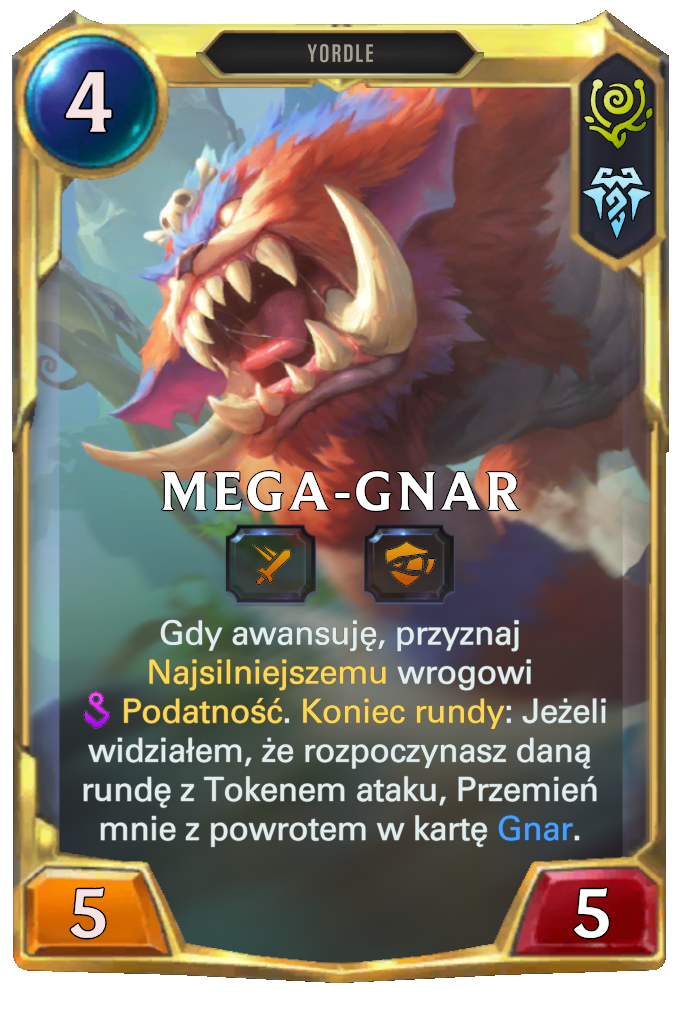 YORDLE
4
MEGA-GNAR
Gdy awansuję, przyznaj
Najsilniejszemu wrogowi
Podatność. Koniec rundy: Jeżeli
widziałem, że rozpoczynasz daną
rundę z Tokenem ataku, Przemień
mnie z powrotem w kartę Gnar.
5
5